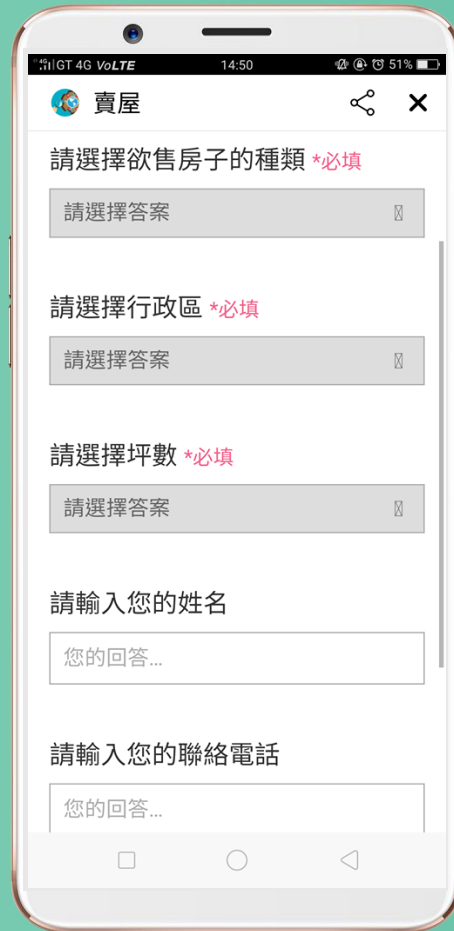 4G GT 4G VoLTE 14:50 51%
賣屋
請選擇欲售房子的種類 *必填
請選擇答案
請選擇行政區 *必填
請選擇答案
請選擇坪數 *必填
請選擇答案
請輸入您的姓名
您的回答...
請輸入您的聯絡電話
您的回答...